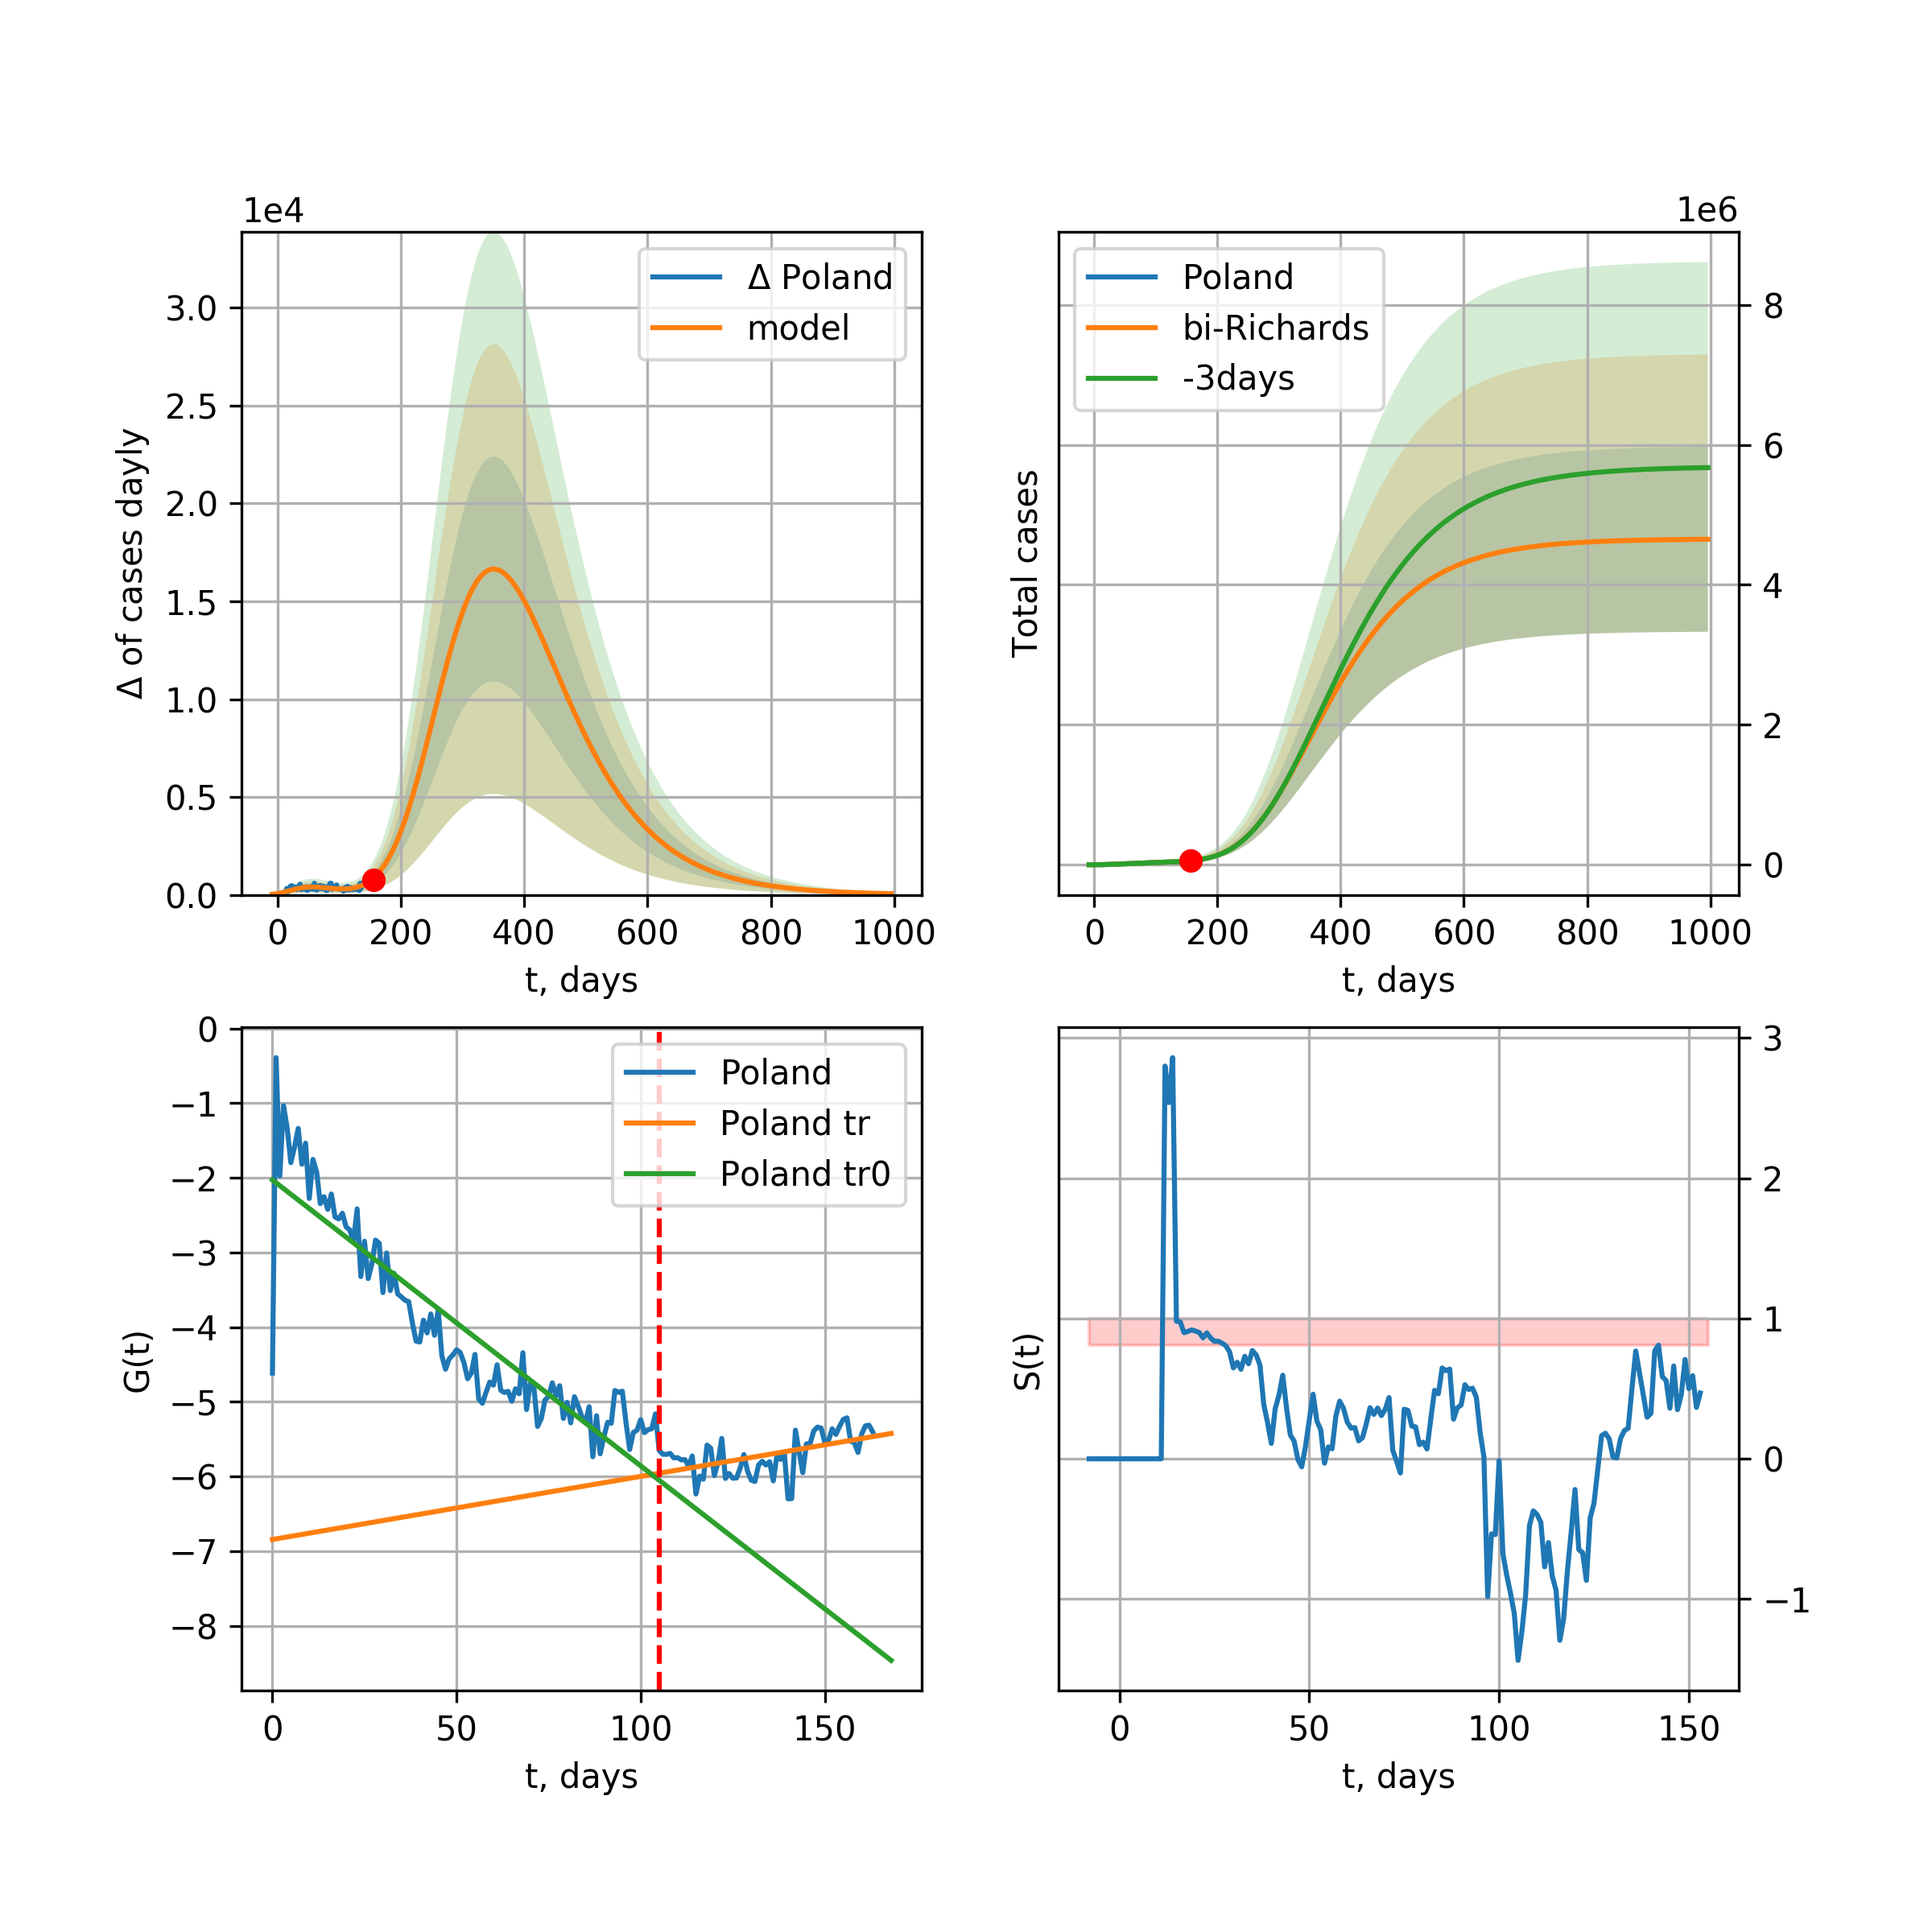 1e4
Δ of cases dayly
3.0
2.5
2.0
1.5
1.0
0.5
0.0
0 200 400 600 800 1000
t, days
Δ Poland
model
1e6
Total cases
8
6
4
2
0
0 200 400 600 800 1000
t, days
Poland
bi-Richards
-3days
G(t)
0
−1
−2
−3
−4
−5
−6
−7
−8
0 50 100 150
t, days
Poland
Poland tr
Poland tr0
S(t)
3
2
1
0
−1
0 50 100 150
t, days